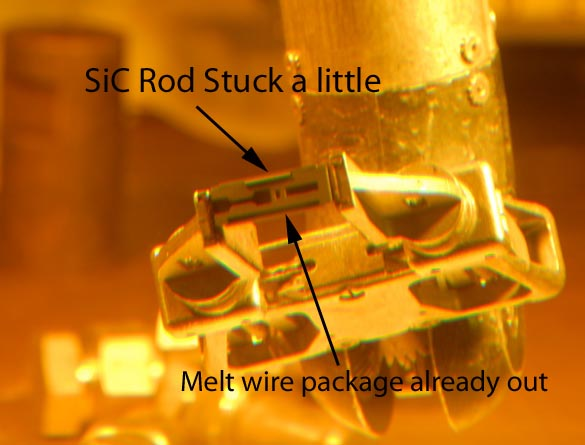 SiC Rod Stuck a little
Melt wire package already out